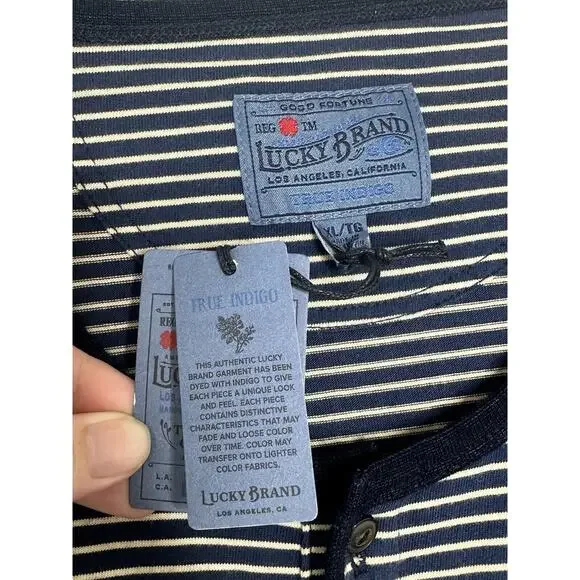 GOOD FORTUNE
REG TM
LUCKY BRAND
LOS ANGELES, CALIFORNIA
TRUE INDIGO
XL/TG
REG
LOS
L.A.
C.A.
TRUE INDIGO
THIS AUTHENTIC LUCKY
BRAND GARMENT HAS BEEN
DYED WITH INDIGO TO GIVE
EACH PIECE A UNIQUE LOOK
AND FEEL. EACH PIECE
CONTAINS DISTINCTIVE
CHARACTERISTICS THAT MAY
FADE AND LOOSE COLOR
OVER TIME. COLOR MAY
TRANSFER ONTO LIGHTER
COLOR FABRICS.
LUCKY BRAND
LOS ANGELES, CA